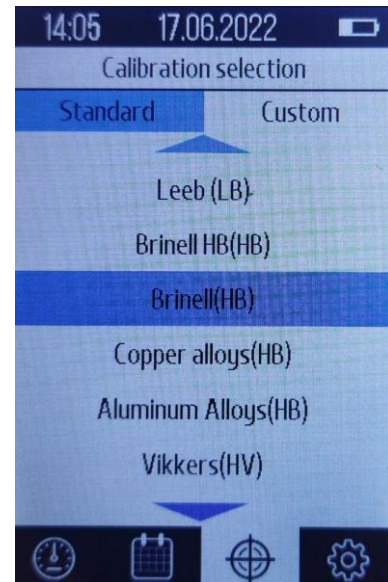 14:05 17.06.2022
Calibration selection
Standard Custom
Leeb (LB)
Brinell HB(HB)
Brinell(HB)
Copper alloys(HB)
Aluminum Alloys(HB)
Vikkers(HV)